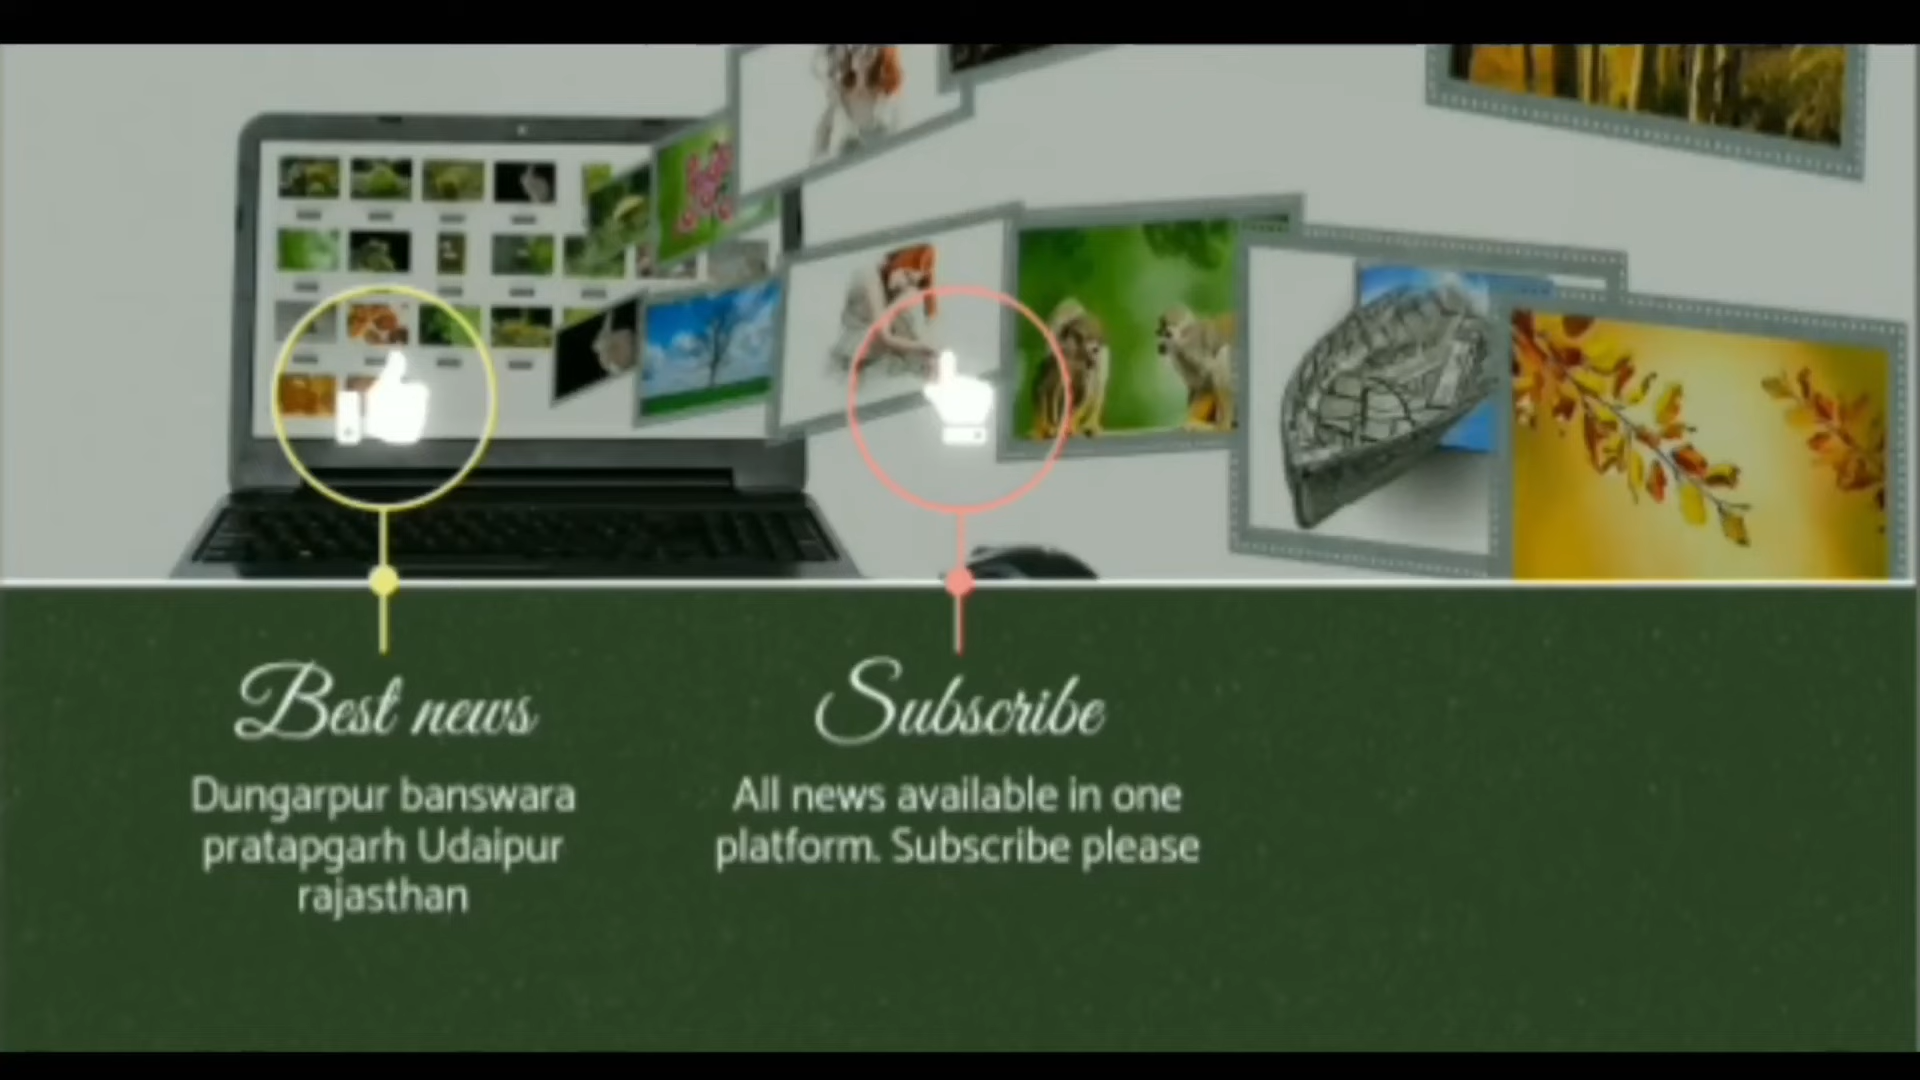 Best news
Dungarpur banswara
pratapgarh Udaipur
rajasthan
Subscribe
All news available in one
platform. Subscribe please